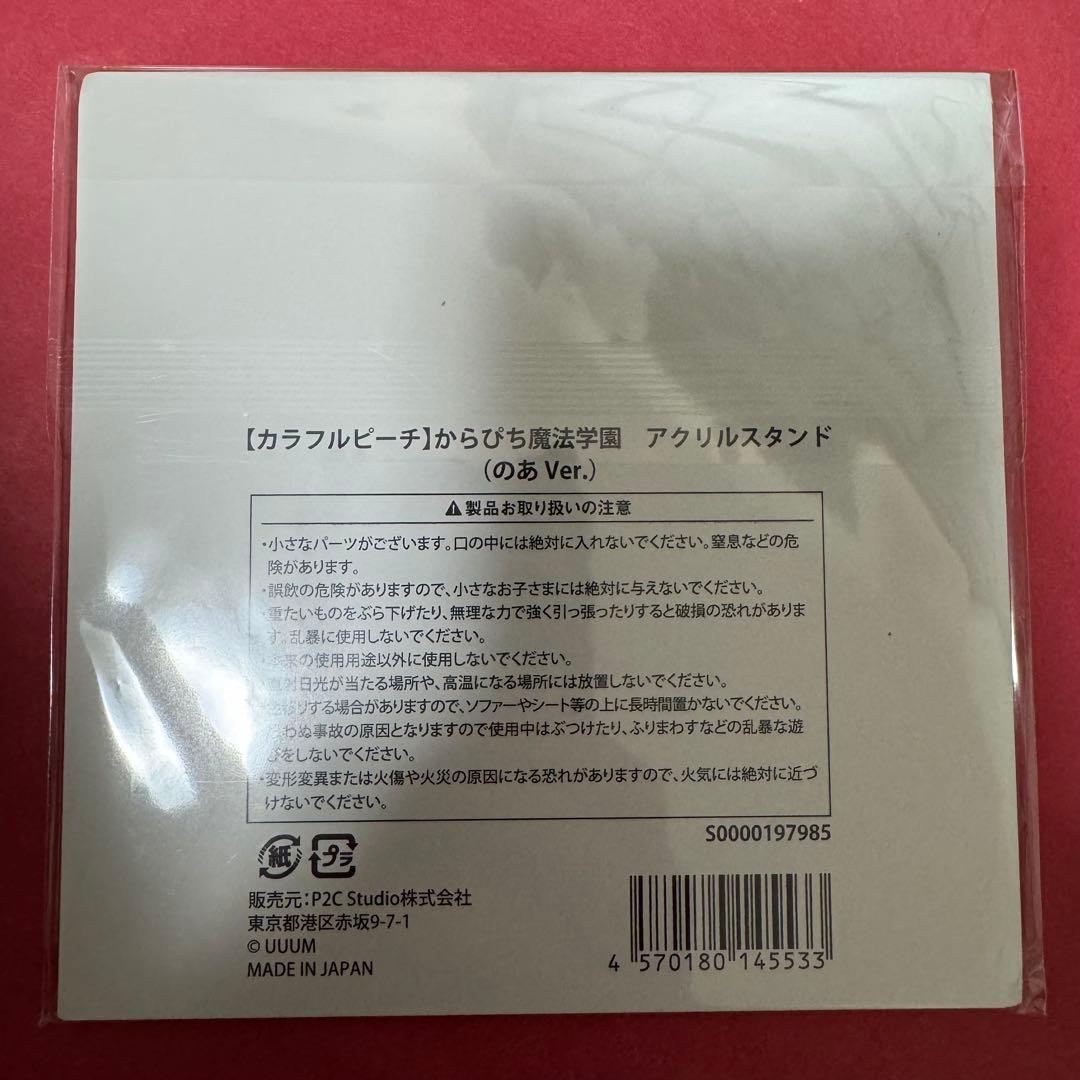 【カラフルピーチ】からぴち魔法学園　アクリルスタンド
（のあ Ver.）
⚠製品お取り扱いの注意
・小さなパーツがございます。口の中には絶対に入れないでください。窒息などの危
険があります。
・誤飲の危険がありますので、小さなお子さまには絶対に与えないでください。
・重たいものをぶら下げたり、無理な力で強く引っ張ったりすると破損の恐れがありま
す。乱暴に使用しないでください。
・本来の使用用途以外に使用しないでください。
・直射日光が当たる場所や、高温になる場所には放置しないでください。
する場合がありますので、ソファーやシート等の上に長時間置かないでください。
わぬ事故の原因となりますので使用中はぶつけたり、ふりまわすなどの乱暴な遊
びをしないでください。
・変形変異または火傷や火災の原因になる恐れがありますので、火気には絶対に近づ
けないでください。
S0000197985
紙 プラ
販売元：P2C Studio株式会社
東京都港区赤坂9-7-1
© UUUM
MADE IN JAPAN
4 570180 145533